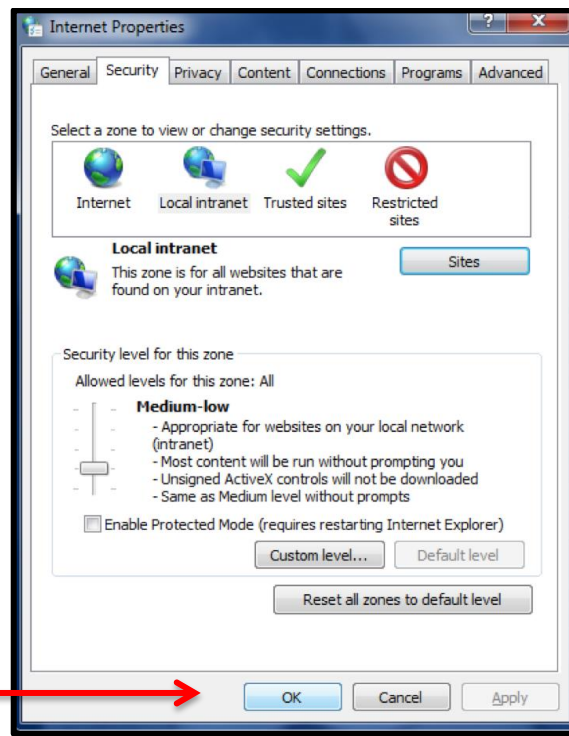 Internet Properties
? X
General Security Privacy Content Connections Programs Advanced
Select a zone to view or change security settings.
Internet Local intranet Trusted sites Restricted sites
Local intranet
This zone is for all websites that are
found on your intranet.
Sites
Security level for this zone
Allowed levels for this zone: All
Medium-low
- Appropriate for websites on your local network
(intranet)
- Most content will be run without prompting you
- Unsigned ActiveX controls will not be downloaded
- Same as Medium level without prompts
Enable Protected Mode (requires restarting Internet Explorer)
Custom level... Default level
Reset all zones to default level
OK Cancel Apply